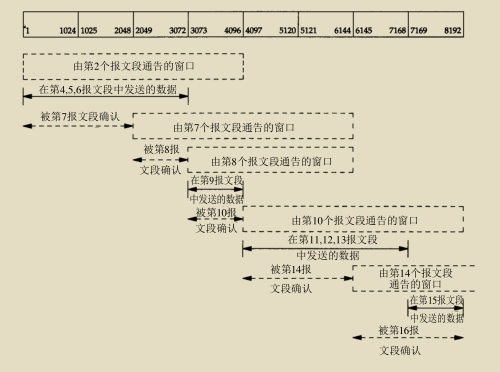 1 1024 1025 2048 2049 3072 3073 4096 4097 5120 5121 6144 6145 7168 7169 8192
由第2个报文段通告的窗口
在第4,5,6报文段中发送的数据
被第7报文段确认
由第7个报文段通告的窗口
被第8报
文段确认
由第8个报文段通告的窗口
在第9报文段
中发送的数据
被第10报
文段确认
由第10个报文段通告的窗口
在第11,12,13报文段
中发送的数据
被第14报
文段确认
由第14个报文段
通告的窗口
在第15报文段
中发送的数据
被第16报
文段确认